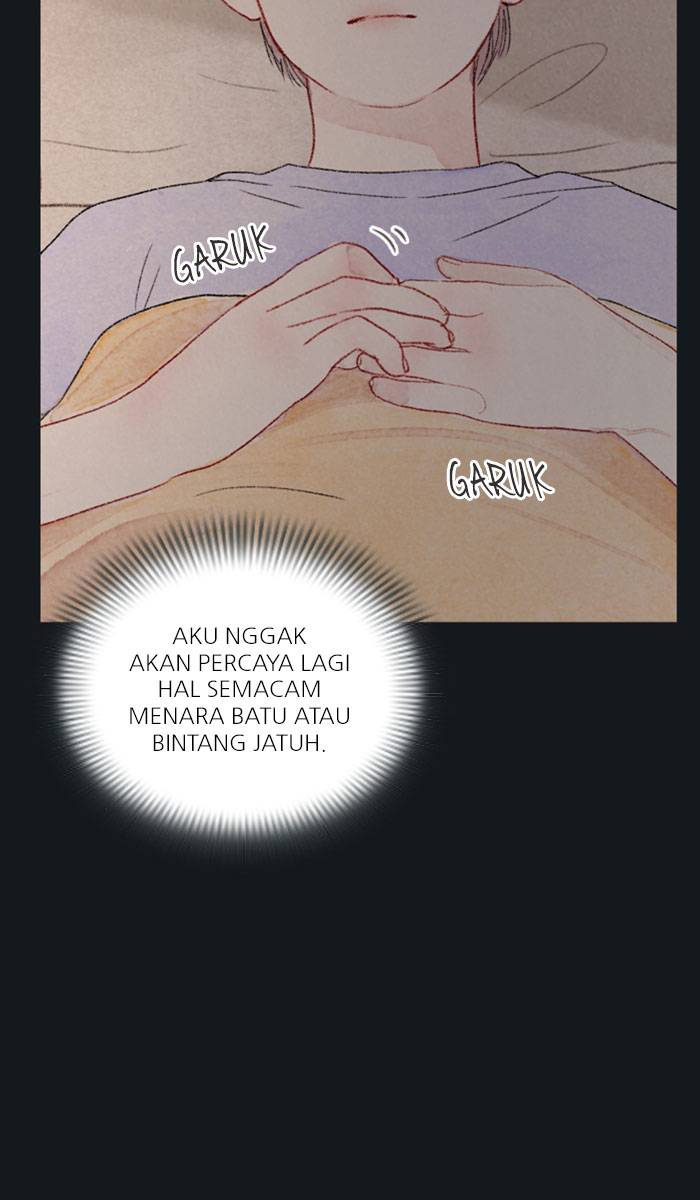 GARUK
GARUK
AKU NGGAK
AKAN PERCAYA LAGI
HAL SEMACAM
MENARA BATU ATAU
BINTANG JATUH.